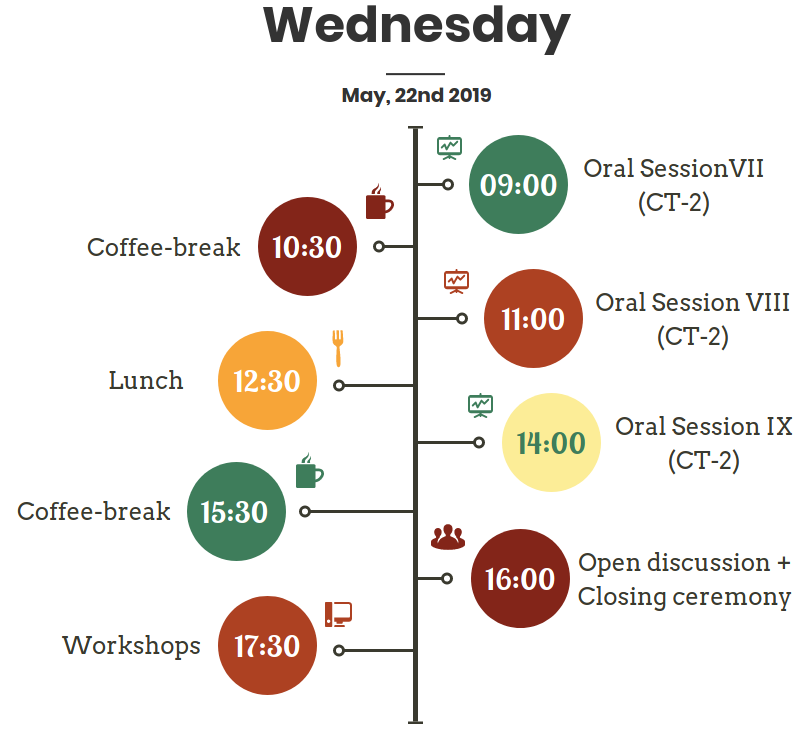 Wednesday
May, 22nd 2019
09:00
Oral SessionVII
(CT-2)
Coffee-break
10:30
11:00
Oral Session VIII
(CT-2)
Lunch
12:30
14:00
Oral Session IX
(CT-2)
Coffee-break
15:30
16:00
Open discussion +
Closing ceremony
Workshops
17:30